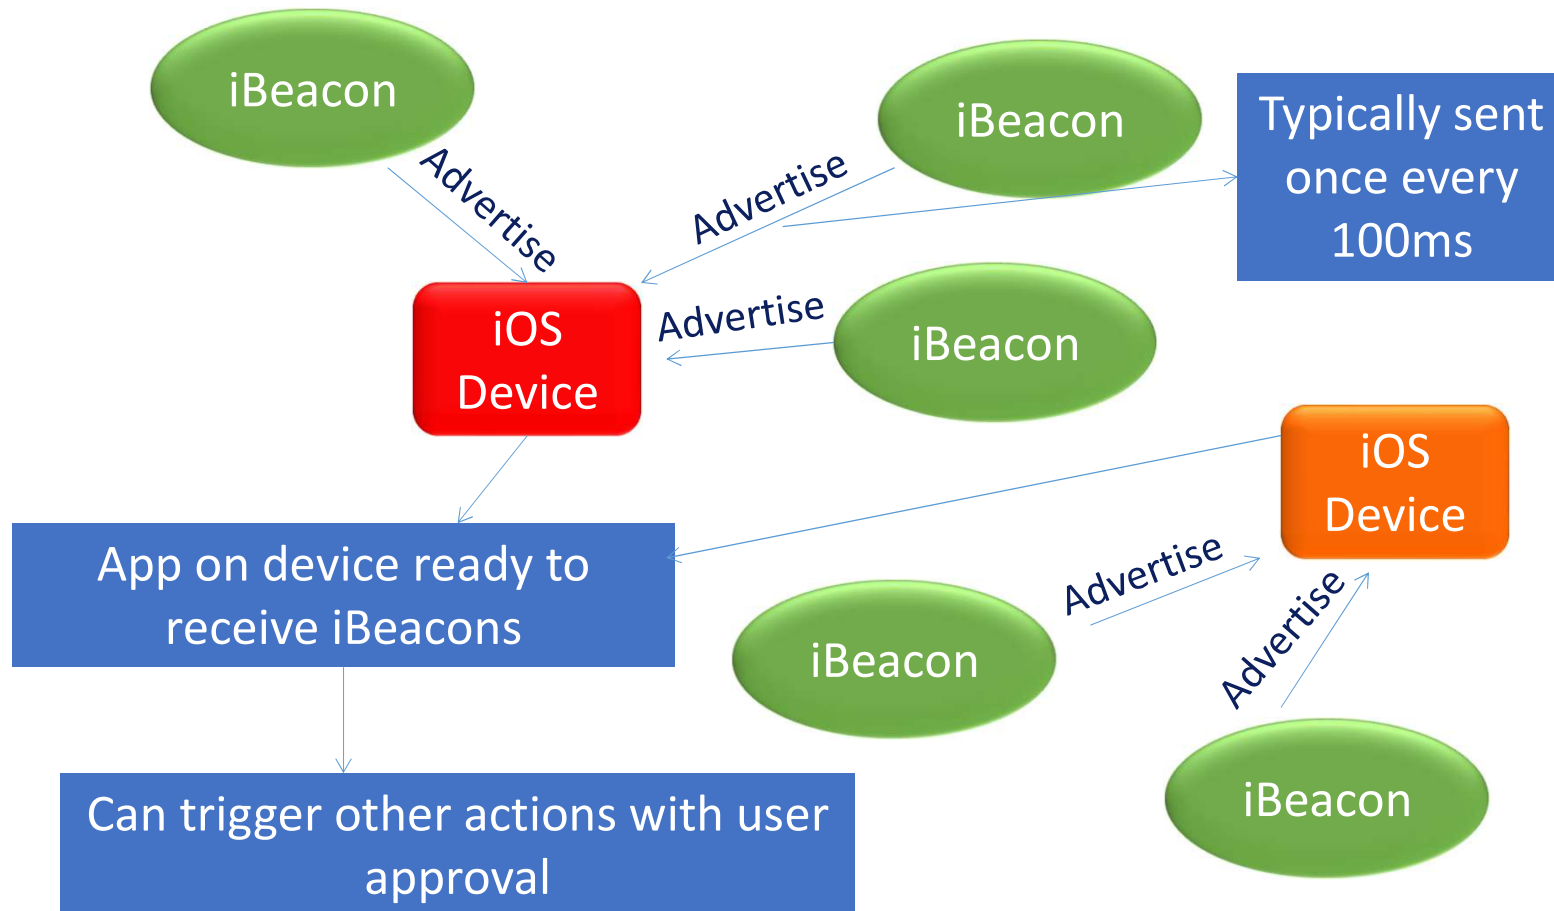 iBeacon
iBeacon
Typically sent
once every
100ms
Advertise
Advertise
iOS
Device
Advertise
iBeacon
iOS
Device
App on device ready to
receive iBeacons
Advertise
iBeacon
Advertise
iBeacon
Can trigger other actions with user
approval